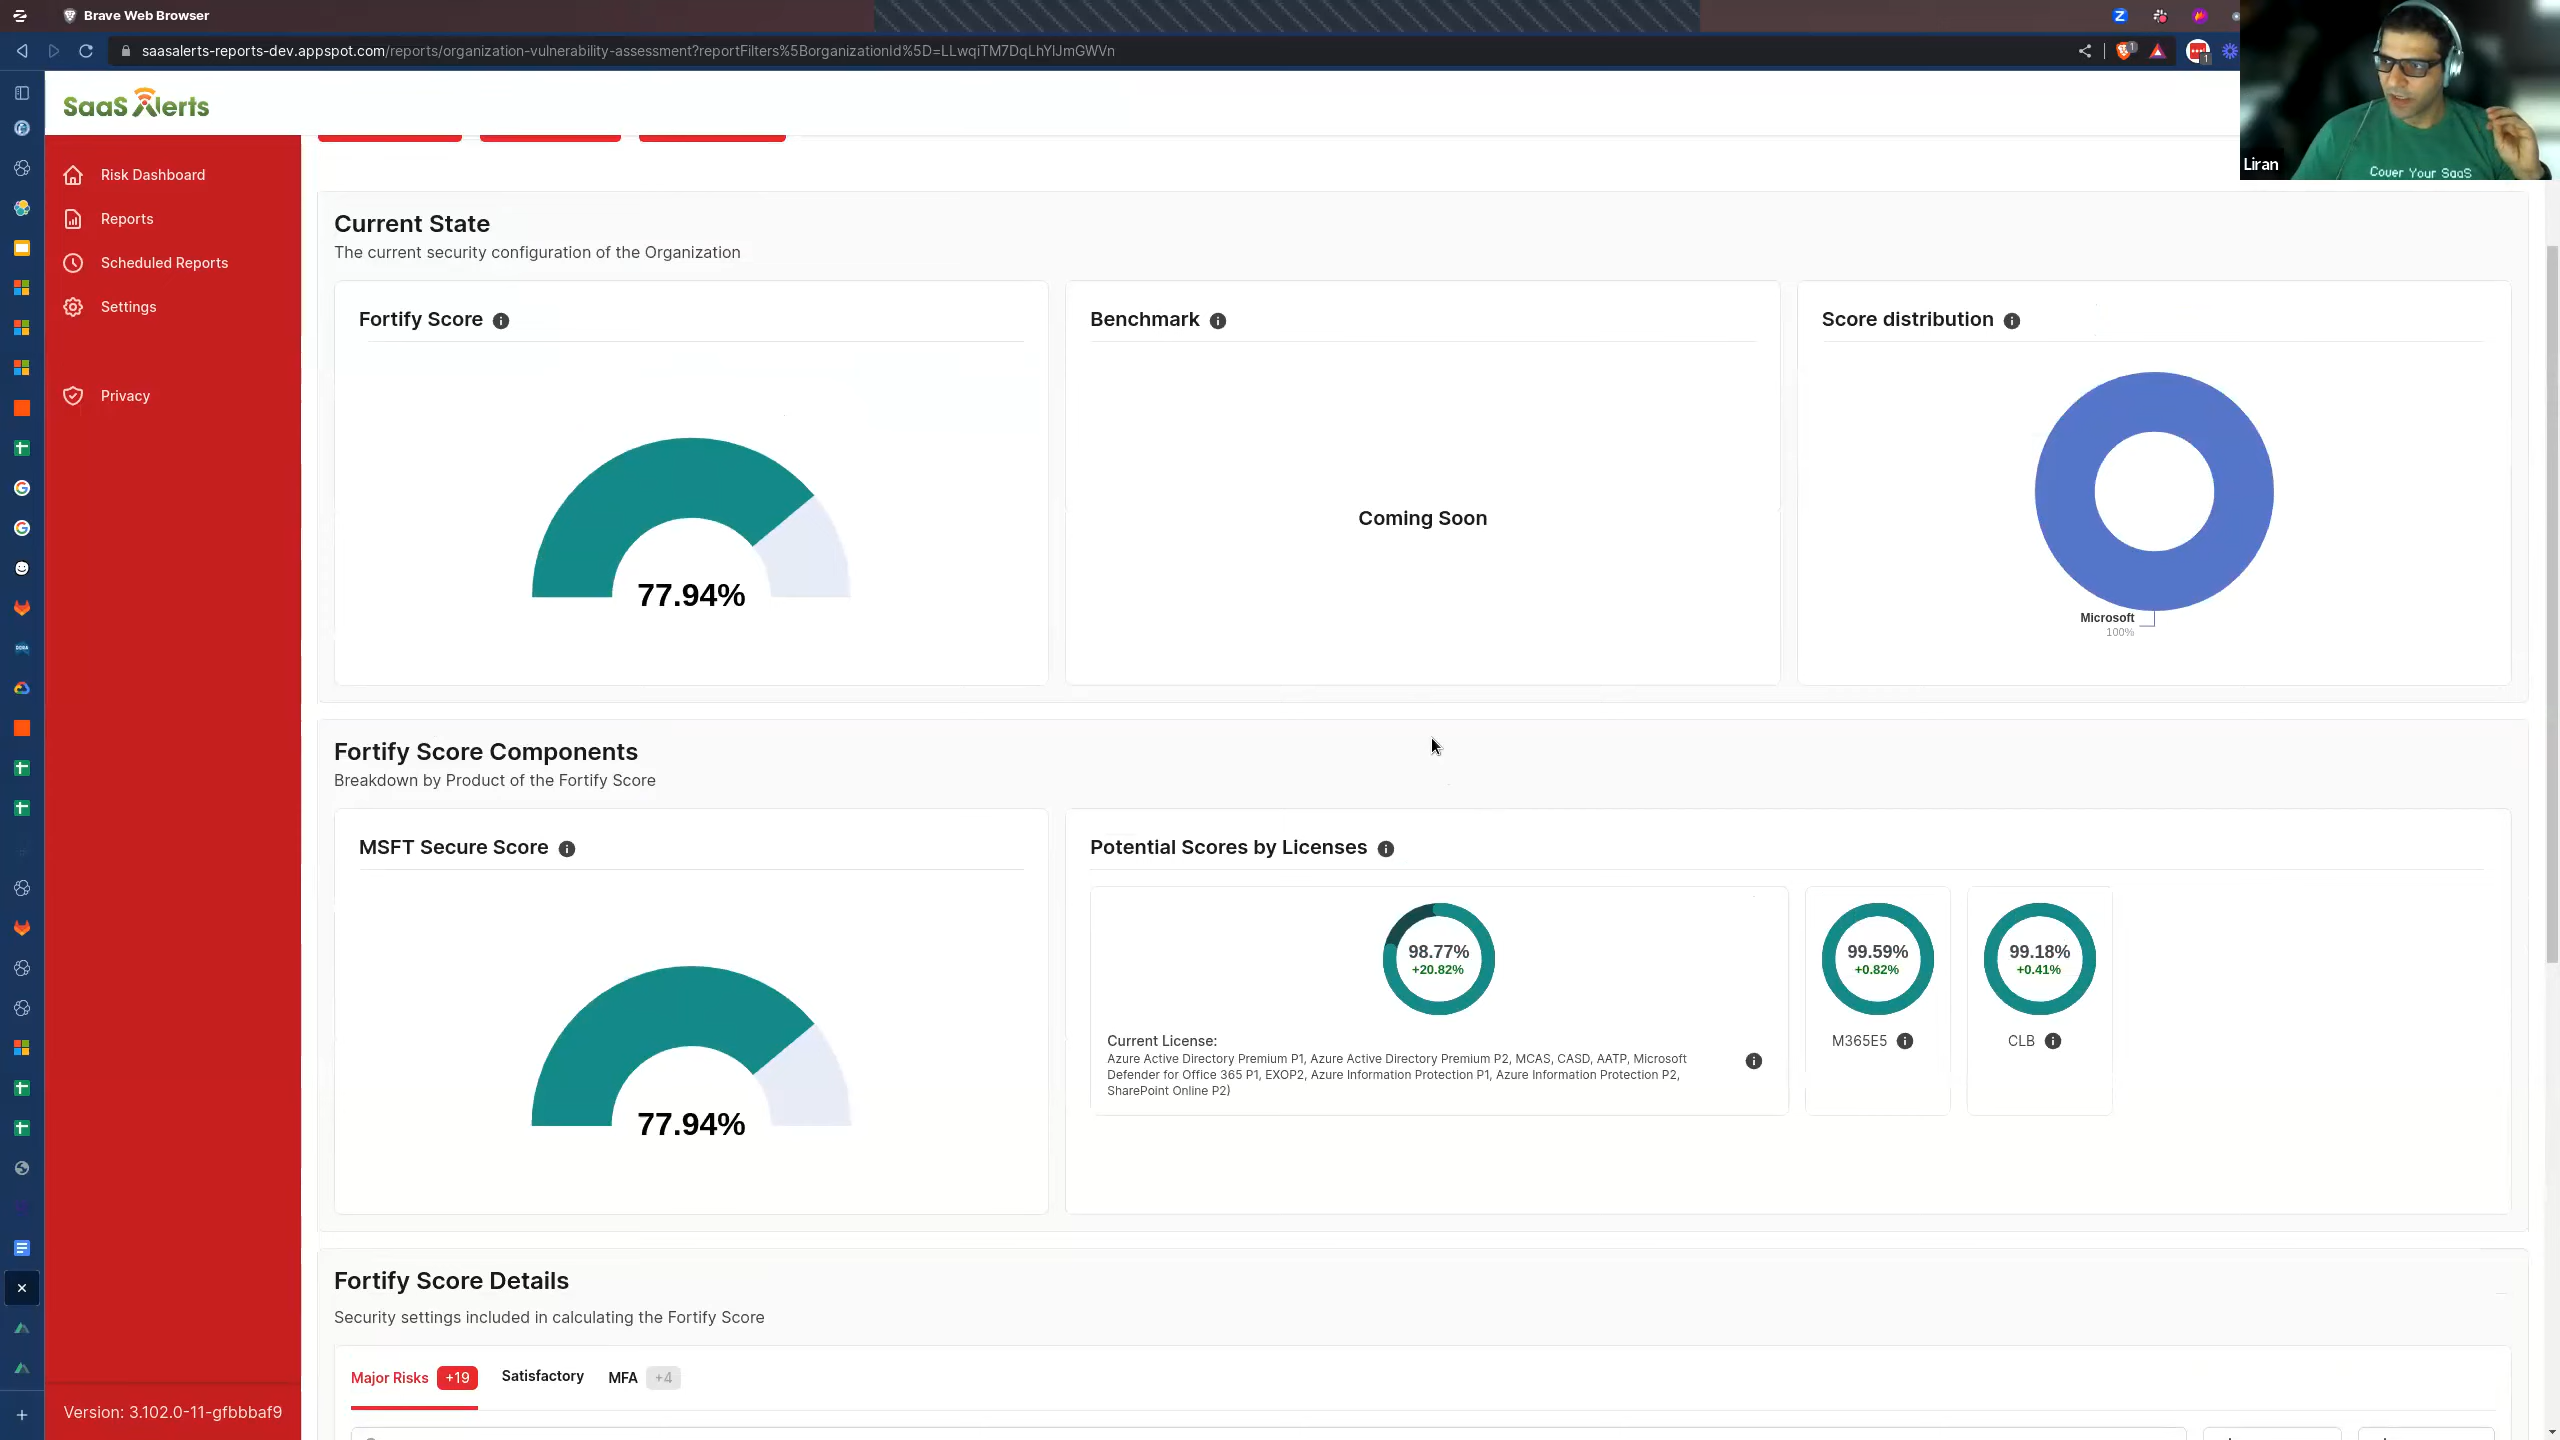 Brave Web Browser
saasalerts-reports-dev.appspot.com/reports/organization-vulnerability-assessment?reportFilters%5BorganizationId%5D=LLwqiTM7DqLhYlJmGWVn
1
1
SaaS Alerts
Liran
Cover Your SaaS
Risk Dashboard
Reports
Scheduled Reports
Settings
Privacy
Version: 3.102.0-11-gfbbbaf9
Current State
The current security configuration of the Organization
Fortify Score
77.94%
Benchmark
Coming Soon
Score distribution
Microsoft
100%
Fortify Score Components
Breakdown by Product of the Fortify Score
MSFT Secure Score
77.94%
Potential Scores by Licenses
98.77%
+20.82%
Current License:
Azure Active Directory Premium P1, Azure Active Directory Premium P2, MCAS, CASD, AATP, Microsoft
Defender for Office 365 P1, EXOP2, Azure Information Protection P1, Azure Information Protection P2,
SharePoint Online P2)
99.59%
+0.82%
M365E5
99.18%
+0.41%
CLB
Fortify Score Details
Security settings included in calculating the Fortify Score
Major Risks +19 Satisfactory MFA +4